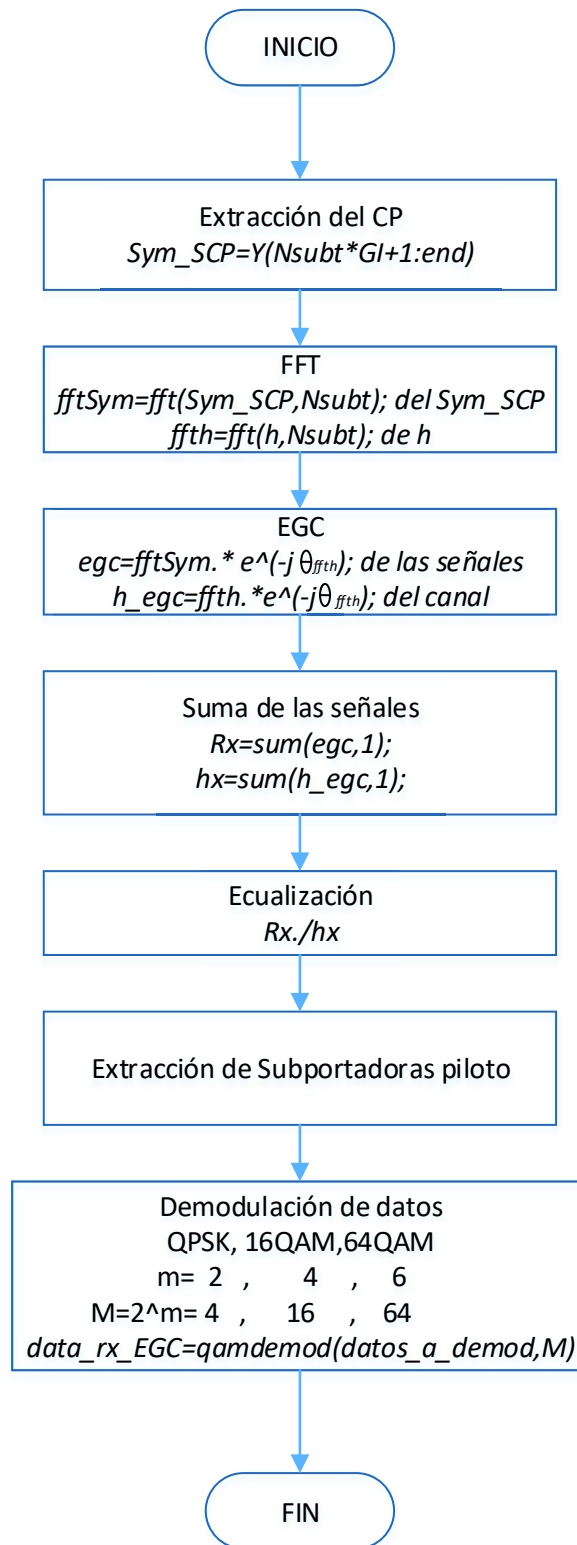 INICIO
Extracción del CP
Sym_SCP=Y(Nsubt*GI+1:end)
FFT
fftSym=fft(Sym_SCP,Nsubt); del Sym_SCP
ffth=fft(h,Nsubt); de h
EGC
egc=fftSym.* e^(-j θffth); de las señales
h_egc=ffth.*e^(-jθffth); del canal
Suma de las señales
Rx=sum(egc,1);
hx=sum(h_egc,1);
Ecualización
Rx./hx
Extracción de Subportadoras piloto
Demodulación de datos
QPSK, 16QAM,64QAM
m= 2 , 4 , 6
M=2^m= 4 , 16 , 64
data_rx_EGC=qamdemod(datos_a_demod,M)
FIN